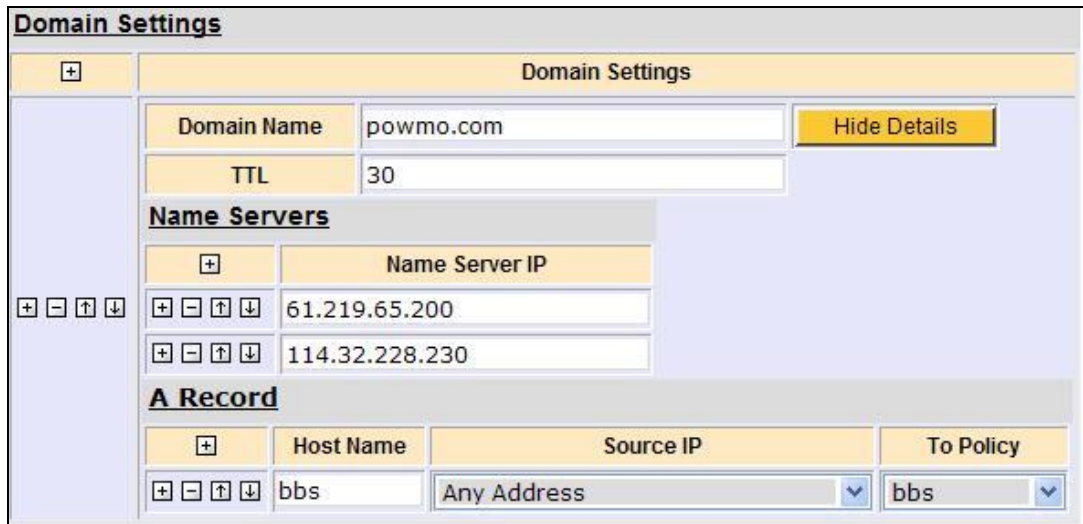 Domain Settings
Domain Settings
Domain Name powmo.com Hide Details
TTL 30
Name Servers
Name Server IP
61.219.65.200
114.32.228.230
A Record
Host Name Source IP To Policy
bbs Any Address bbs